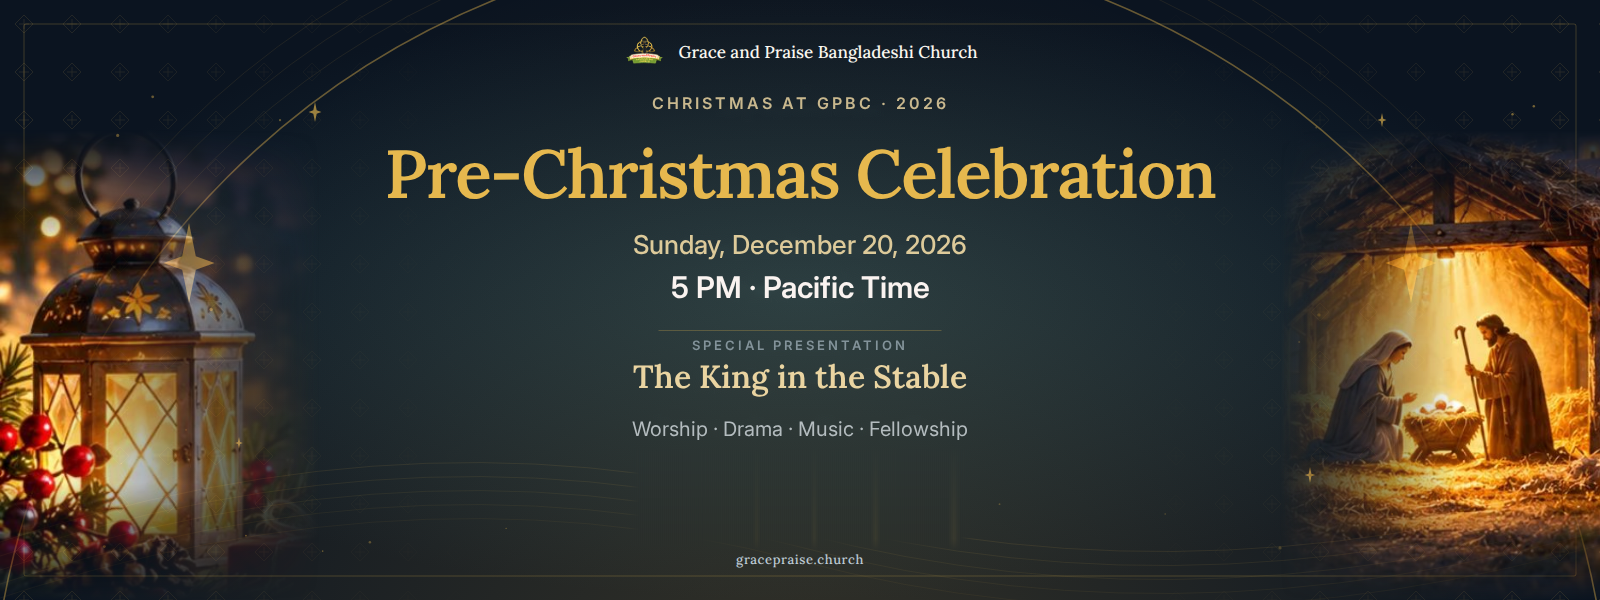 Grace and Praise Bangladeshi Church
CHRISTMAS AT GPBC · 2026
Pre-Christmas Celebration
Sunday, December 20, 2026
5 PM · Pacific Time
SPECIAL PRESENTATION
The King in the Stable
Worship · Drama · Music · Fellowship
gracepraise.church